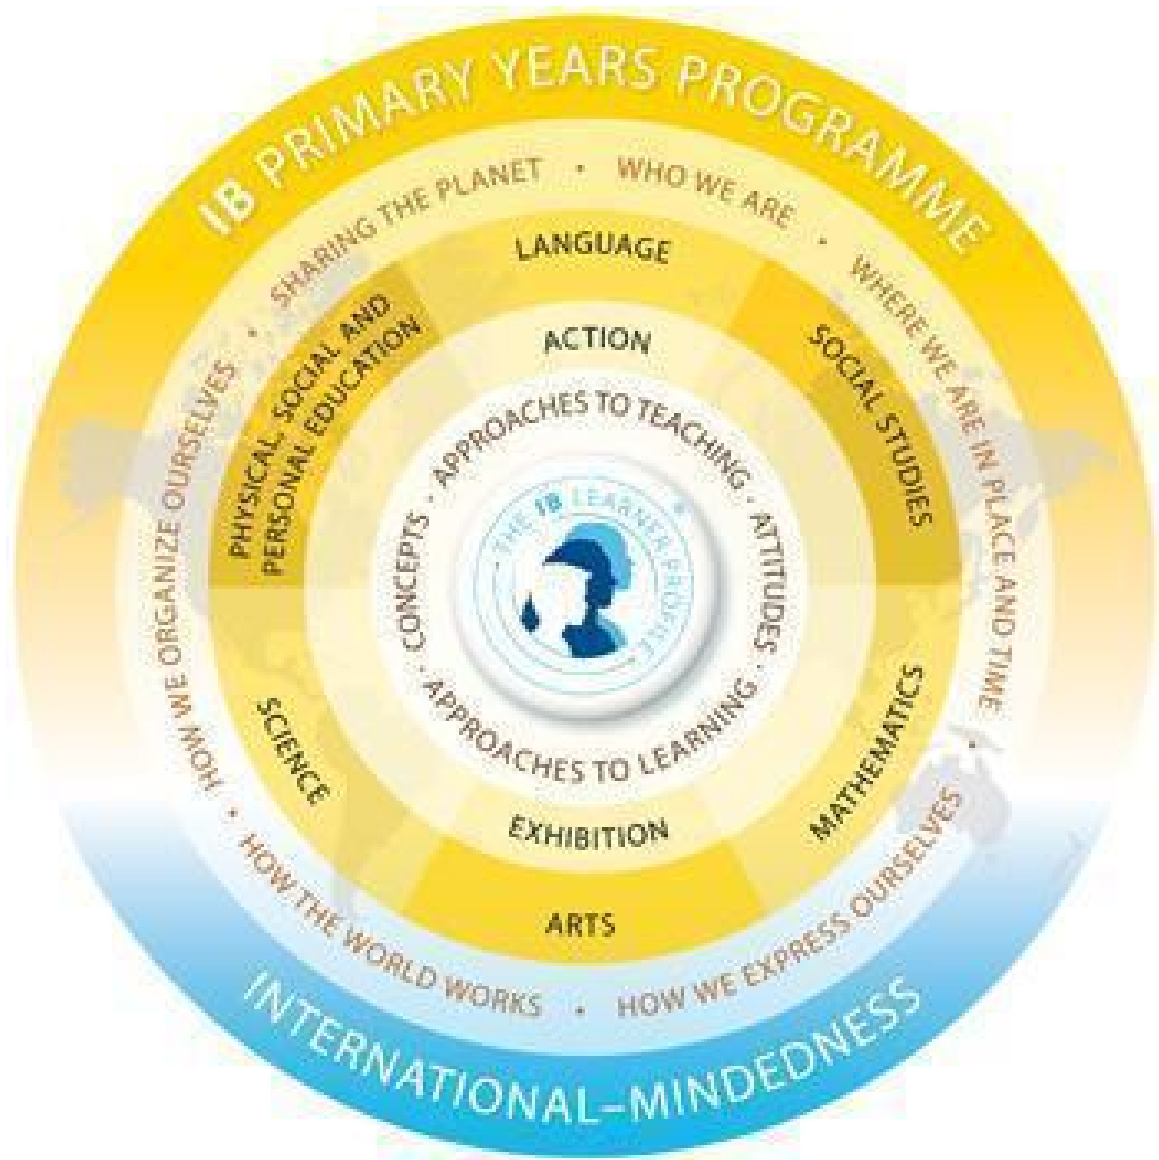 IB PRIMARY YEARS PROGRAMME
SHARING THE PLANET • WHO WE ARE • WHERE WE ARE IN PLACE AND TIME • HOW WE EXPRESS OURSELVES • HOW THE WORLD WORKS • HOW WE ORGANIZE OURSELVES •
LANGUAGE
SOCIAL STUDIES
MATHEMATICS
ARTS
SCIENCE
PHYSICAL, SOCIAL AND
PERSONAL EDUCATION
ACTION
EXHIBITION
APPROACHES TO TEACHING · ATTITUDES · APPROACHES TO LEARNING · CONCEPTS ·
• THE IB LEARNER PROFILE •
®
INTERNATIONAL–MINDEDNESS